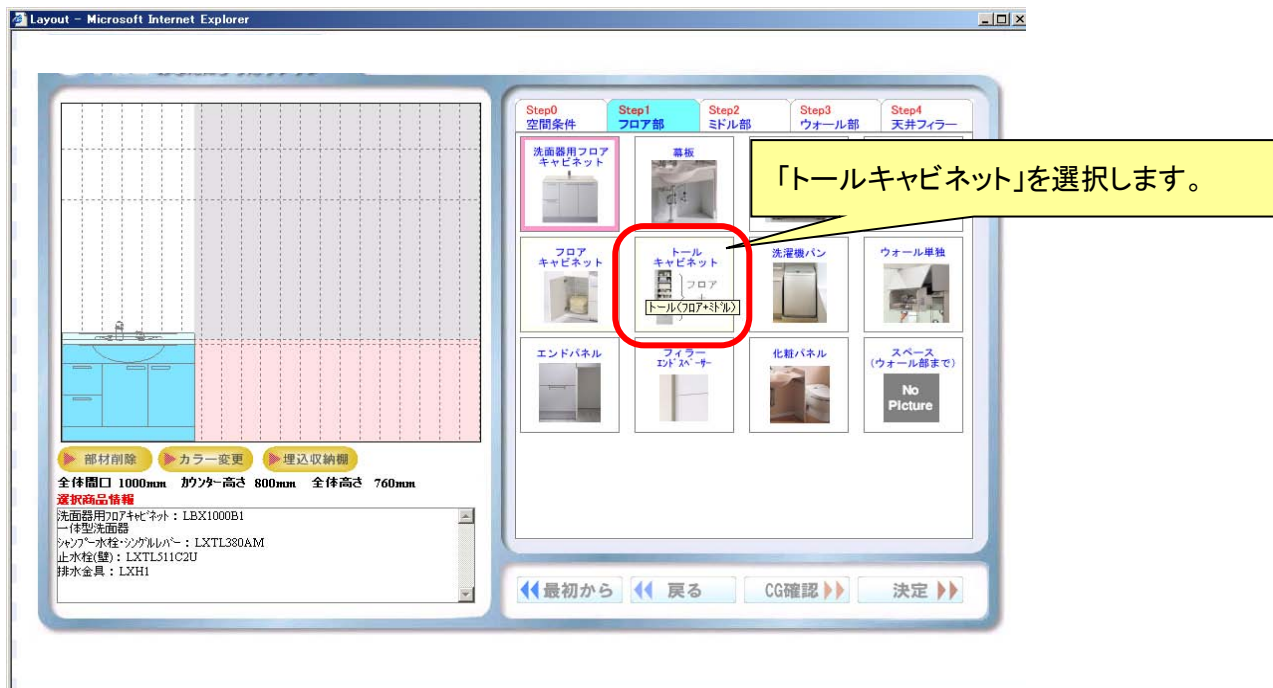 Layout - Microsoft Internet Explorer
Step0
空間条件
Step1
フロア部
Step2
ミドル部
Step3
ウォール部
Step4
天井フィラー
洗面器用フロア
キャビネット
幕板
「トールキャビネット」を選択します。
フロア
キャビネット
トール
キャビネット
フロア
+
トール(フロア+ミドル)
洗濯機パン
ウォール単独
エンドパネル
フィラー
エンドスペーサー
化粧パネル
スペース
(ウォール部まで)
No
Picture
部材削除
カラー変更
埋込収納棚
全体間口 1000mm カウンター高さ 800mm 全体高さ 760mm
選択商品情報
洗面器用フロアキャビネット:LBX1000B1
一体型洗面器
シャンプー水栓・シングルレバー:LXTL380AM
止水栓(壁):LXTL511C2U
排水金具:LXH1
最初から
戻る
CG確認
決定